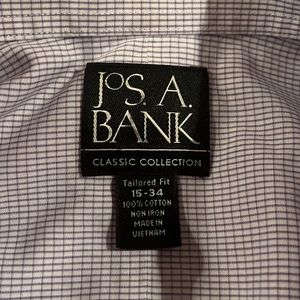 JOS. A.
BANK
CLASSIC COLLECTION
Tailored Fit
15-34
100% COTTON
NON IRON
MADE IN
VIETNAM